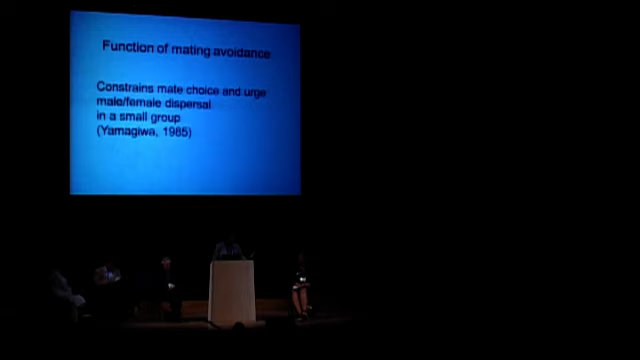 Function of mating avoidance
Constrains mate choice and urge
male/female dispersal
in a small group
(Yamagiwa, 1985)